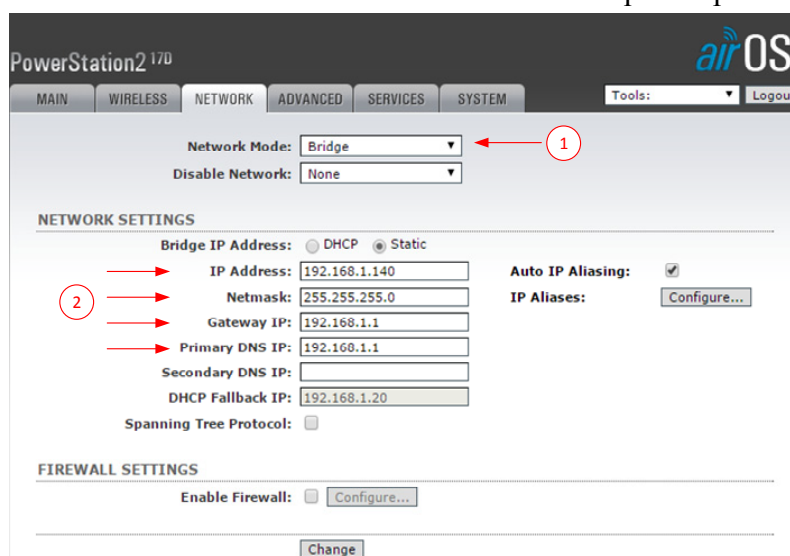 PowerStation2 17D
airOS
MAIN WIRELESS NETWORK ADVANCED SERVICES SYSTEM Tools: Logou
Network Mode: Bridge
1
Disable Network: None
NETWORK SETTINGS
Bridge IP Address: DHCP Static
IP Address: 192.168.1.140 Auto IP Aliasing:
2
Netmask: 255.255.255.0 IP Aliases: Configure...
Gateway IP: 192.168.1.1
Primary DNS IP: 192.168.1.1
Secondary DNS IP:
DHCP Fallback IP: 192.168.1.20
Spanning Tree Protocol:
FIREWALL SETTINGS
Enable Firewall: Configure...
Change